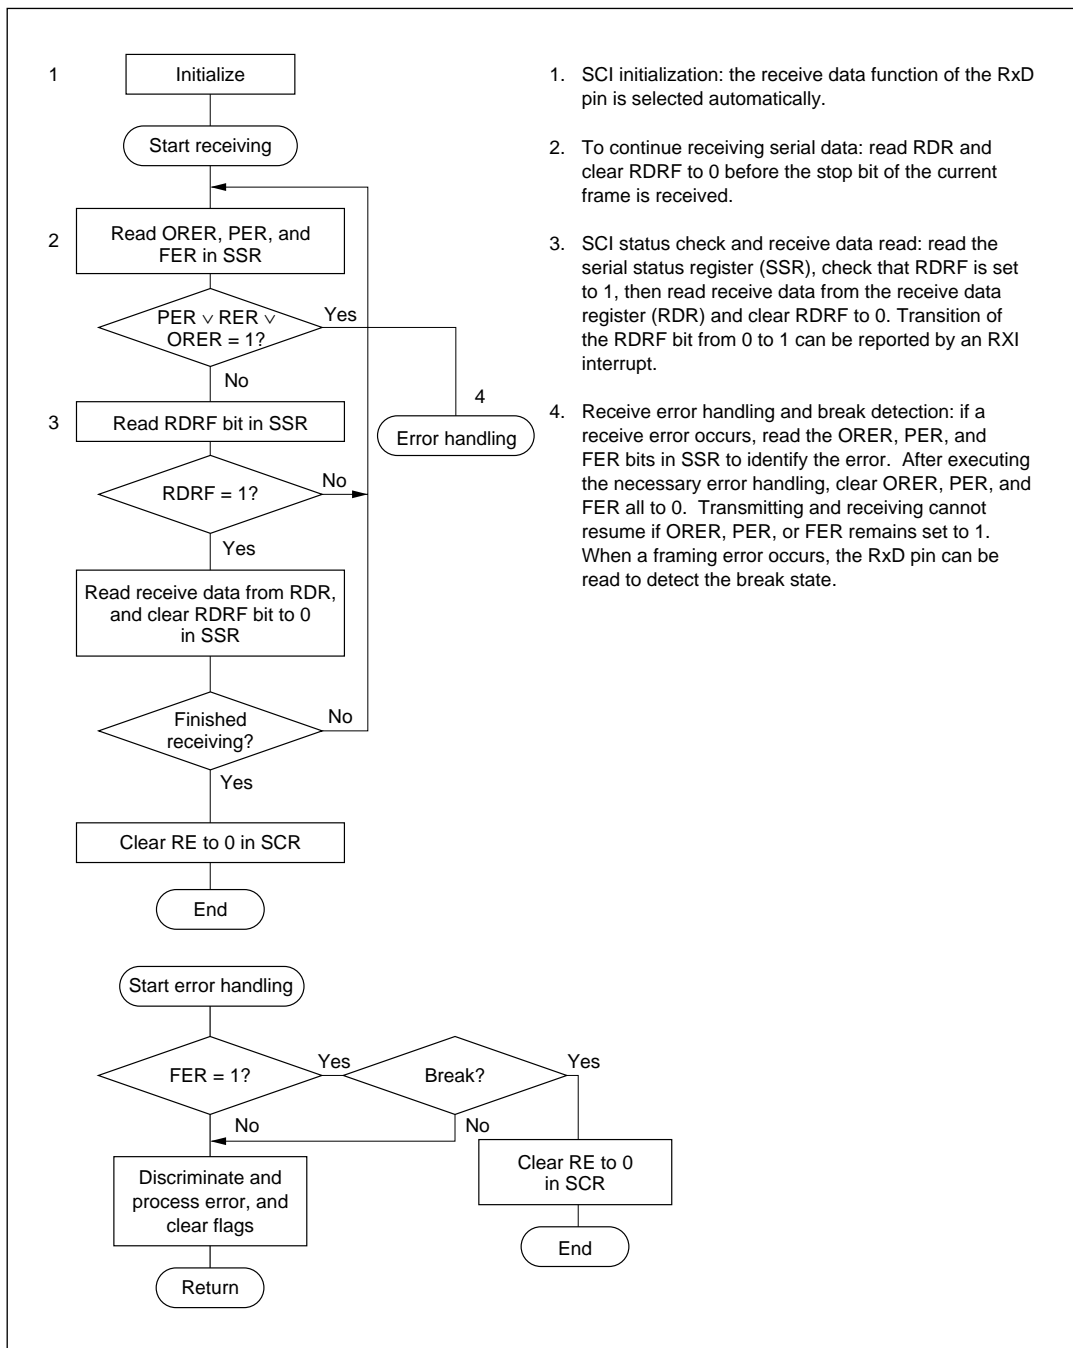 1
Initialize
Start receiving
2
Read ORER, PER, and
FER in SSR
PER ∨ RER ∨
ORER = 1?
Yes
No
4
Error handling
3
Read RDRF bit in SSR
RDRF = 1?
No
Yes
Read receive data from RDR,
and clear RDRF bit to 0
in SSR
Finished
receiving?
No
Yes
Clear RE to 0 in SCR
End
1. SCI initialization: the receive data function of the RxD
pin is selected automatically.
2. To continue receiving serial data: read RDR and
clear RDRF to 0 before the stop bit of the current
frame is received.
3. SCI status check and receive data read: read the
serial status register (SSR), check that RDRF is set
to 1, then read receive data from the receive data
register (RDR) and clear RDRF to 0. Transition of
the RDRF bit from 0 to 1 can be reported by an RXI
interrupt.
4. Receive error handling and break detection: if a
receive error occurs, read the ORER, PER, and
FER bits in SSR to identify the error. After executing
the necessary error handling, clear ORER, PER, and
FER all to 0. Transmitting and receiving cannot
resume if ORER, PER, or FER remains set to 1.
When a framing error occurs, the RxD pin can be
read to detect the break state.
Start error handling
FER = 1?
Yes
Break?
Yes
No
No
Discriminate and
process error, and
clear flags
Return
Clear RE to 0
in SCR
End